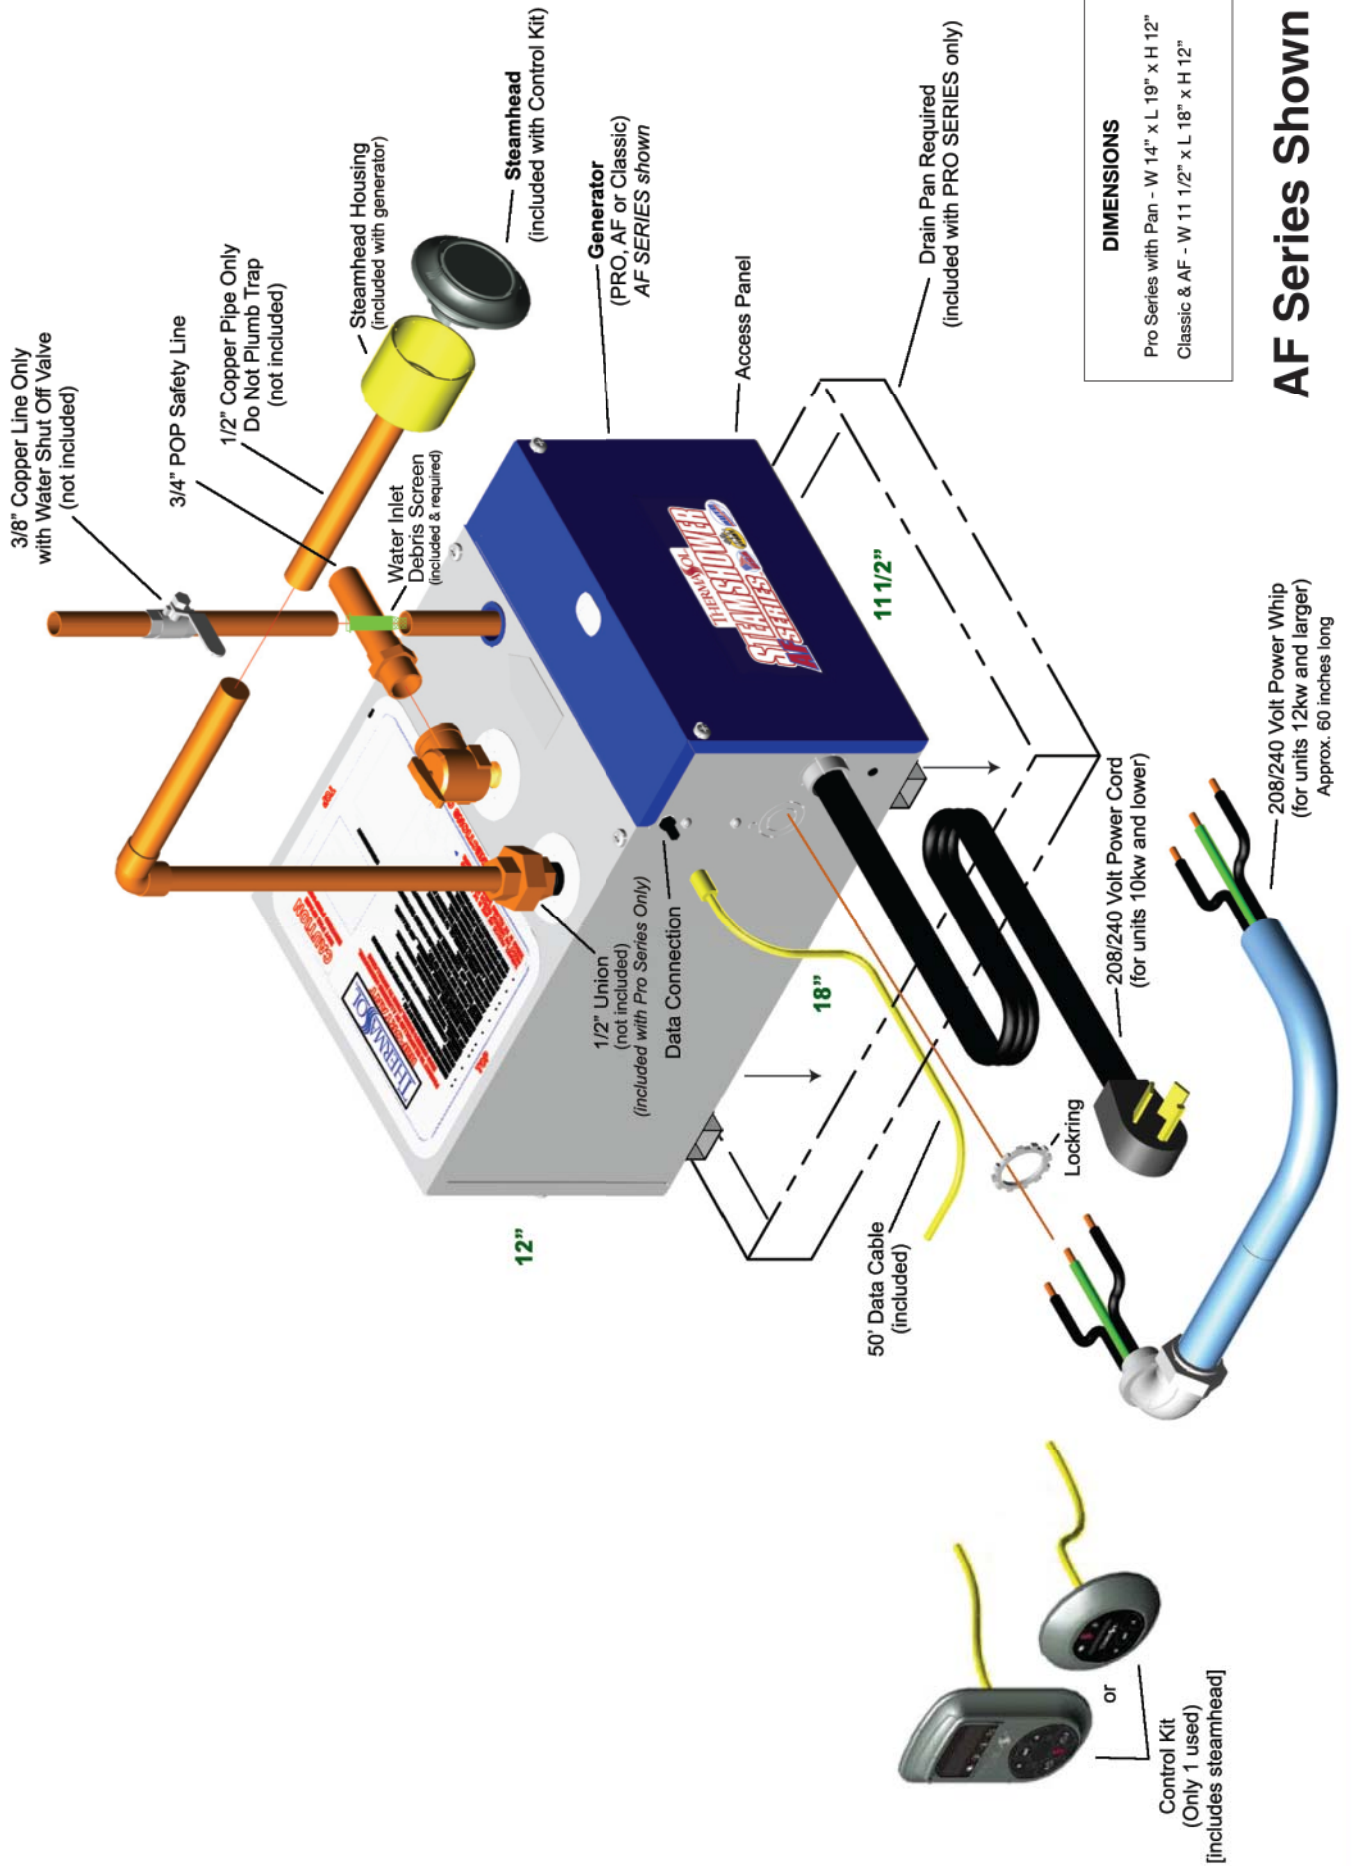 3/8" Copper Line Only
with Water Shut Off Valve
(not included)
3/4" POP Safety Line
1/2" Copper Pipe Only
Do Not Plumb Trap
(not included)
Steamhead Housing
(included with generator)
Steamhead
(included with Control Kit)
Water Inlet
Debris Screen
(included & required)
Generator
(PRO, AF or Classic)
AF SERIES shown
Access Panel
Drain Pan Required
(included with PRO SERIES only)
CAUTION
THERMASOL
THERMASOL
STEAMSHOWER
AF SERIES
1/2" Union
(not included)
(included with Pro Series Only)
Data Connection
12"
18"
11 1/2"
50' Data Cable
(included)
Lockring
208/240 Volt Power Cord
(for units 10kw and lower)
208/240 Volt Power Whip
(for units 12kw and larger)
Approx. 60 inches long
or
Control Kit
(Only 1 used)
[includes steamhead]
DIMENSIONS
Pro Series with Pan - W 14" x L 19" x H 12"
Classic & AF - W 11 1/2" x L 18" x H 12"
AF Series Shown